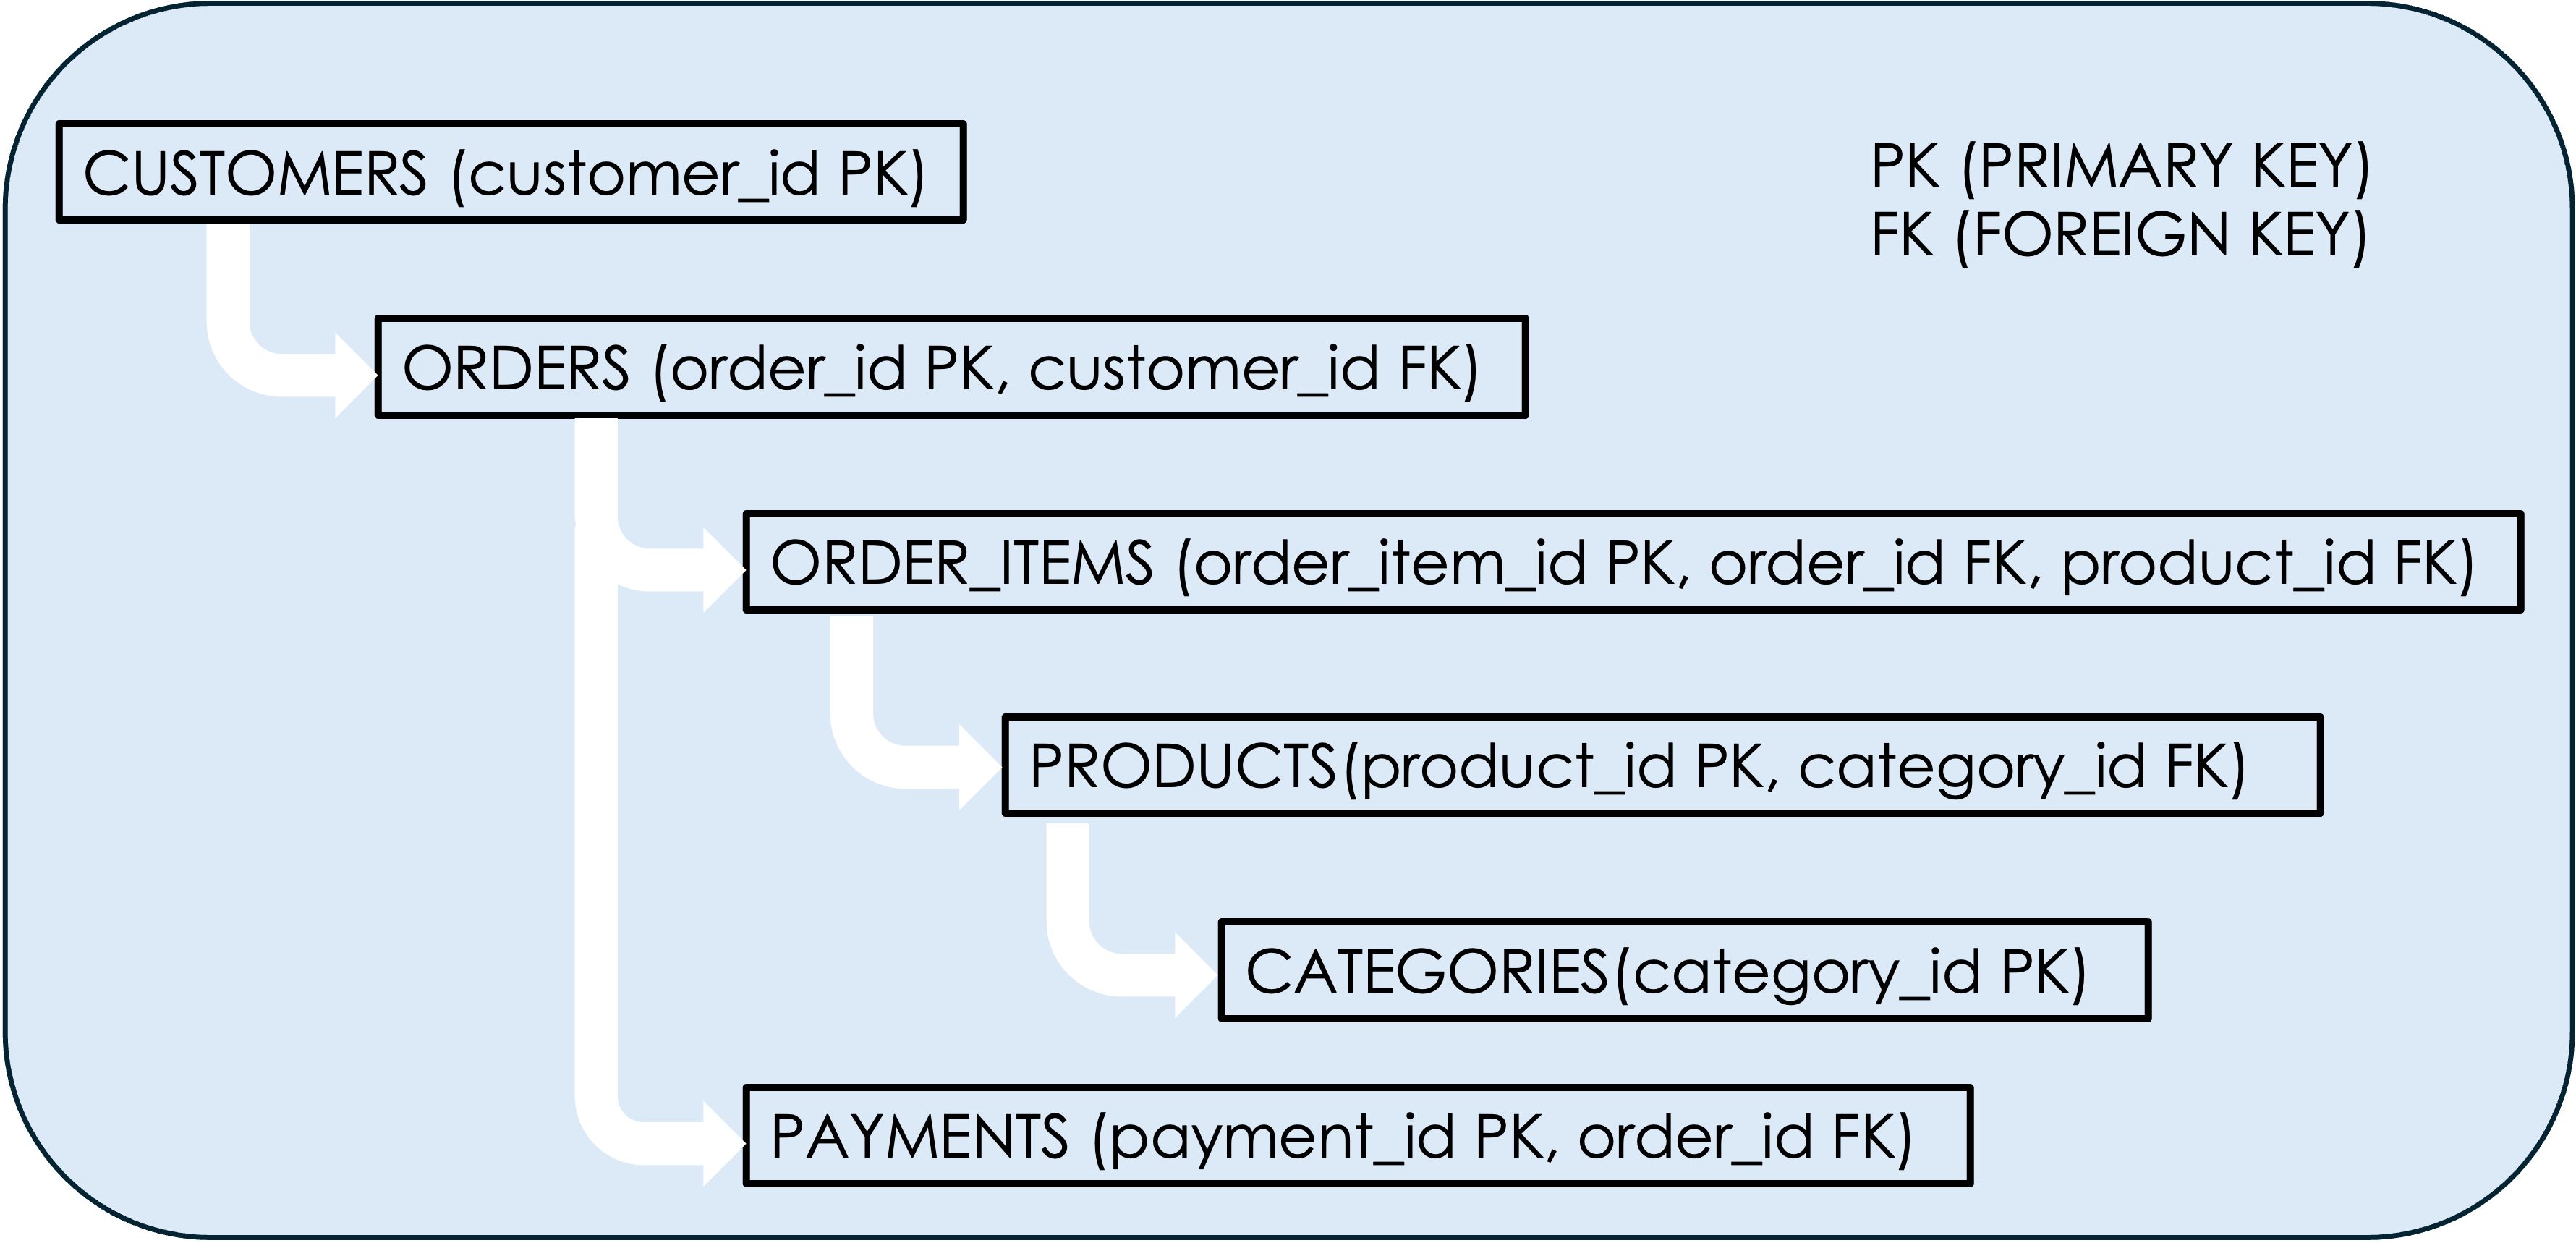 CUSTOMERS (customer_id PK)
PK (PRIMARY KEY)
FK (FOREIGN KEY)
ORDERS (order_id PK, customer_id FK)
ORDER_ITEMS (order_item_id PK, order_id FK, product_id FK)
PRODUCTS(product_id PK, category_id FK)
CATEGORIES(category_id PK)
PAYMENTS (payment_id PK, order_id FK)